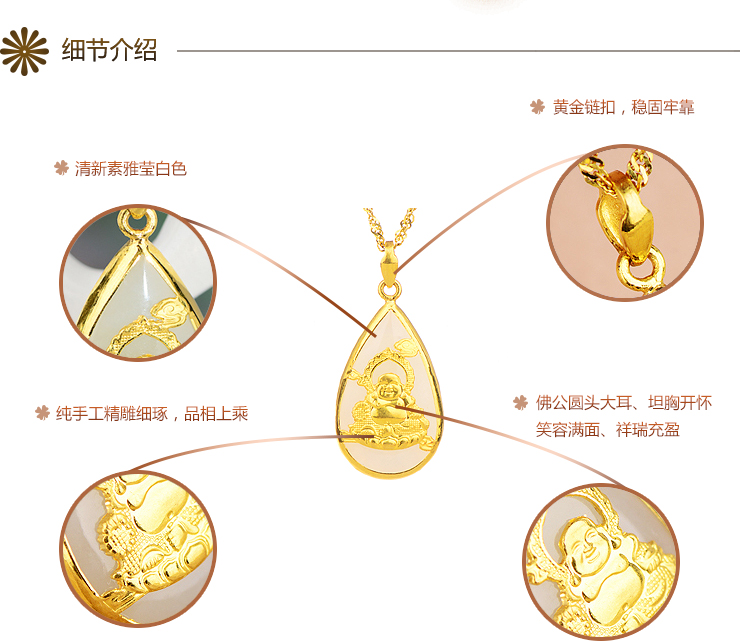 细节介绍
黄金链扣，稳固牢靠
清新素雅莹白色
纯手工精雕细琢，品相上乘
佛公圆头大耳、坦胸开怀
笑容满面、祥瑞充盈